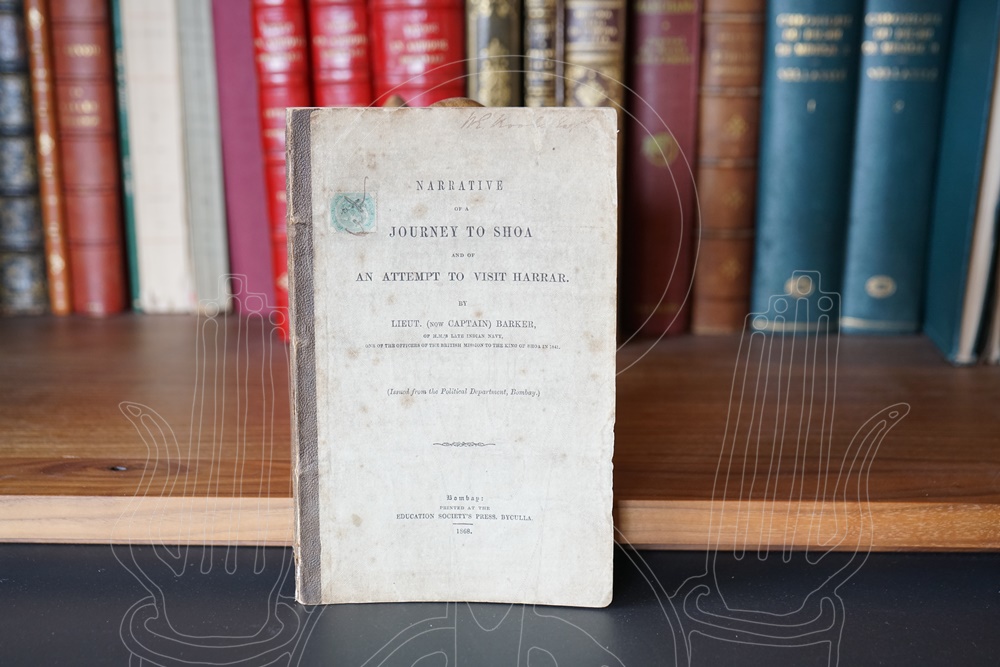 NARRATIVE
OF A
JOURNEY TO SHOA
AND OF
AN ATTEMPT TO VISIT HARRAR.
BY
LIEUT. (NOW CAPTAIN) BARKER,
OF H.M.'S LATE INDIAN NAVY,
ONE OF THE OFFICERS OF THE BRITISH MISSION TO THE KING OF SHOA IN 1841.
(Issued from the Political Department, Bombay.)
Bombay:
PRINTED AT THE
EDUCATION SOCIETY'S PRESS, BYCULLA.
1868.